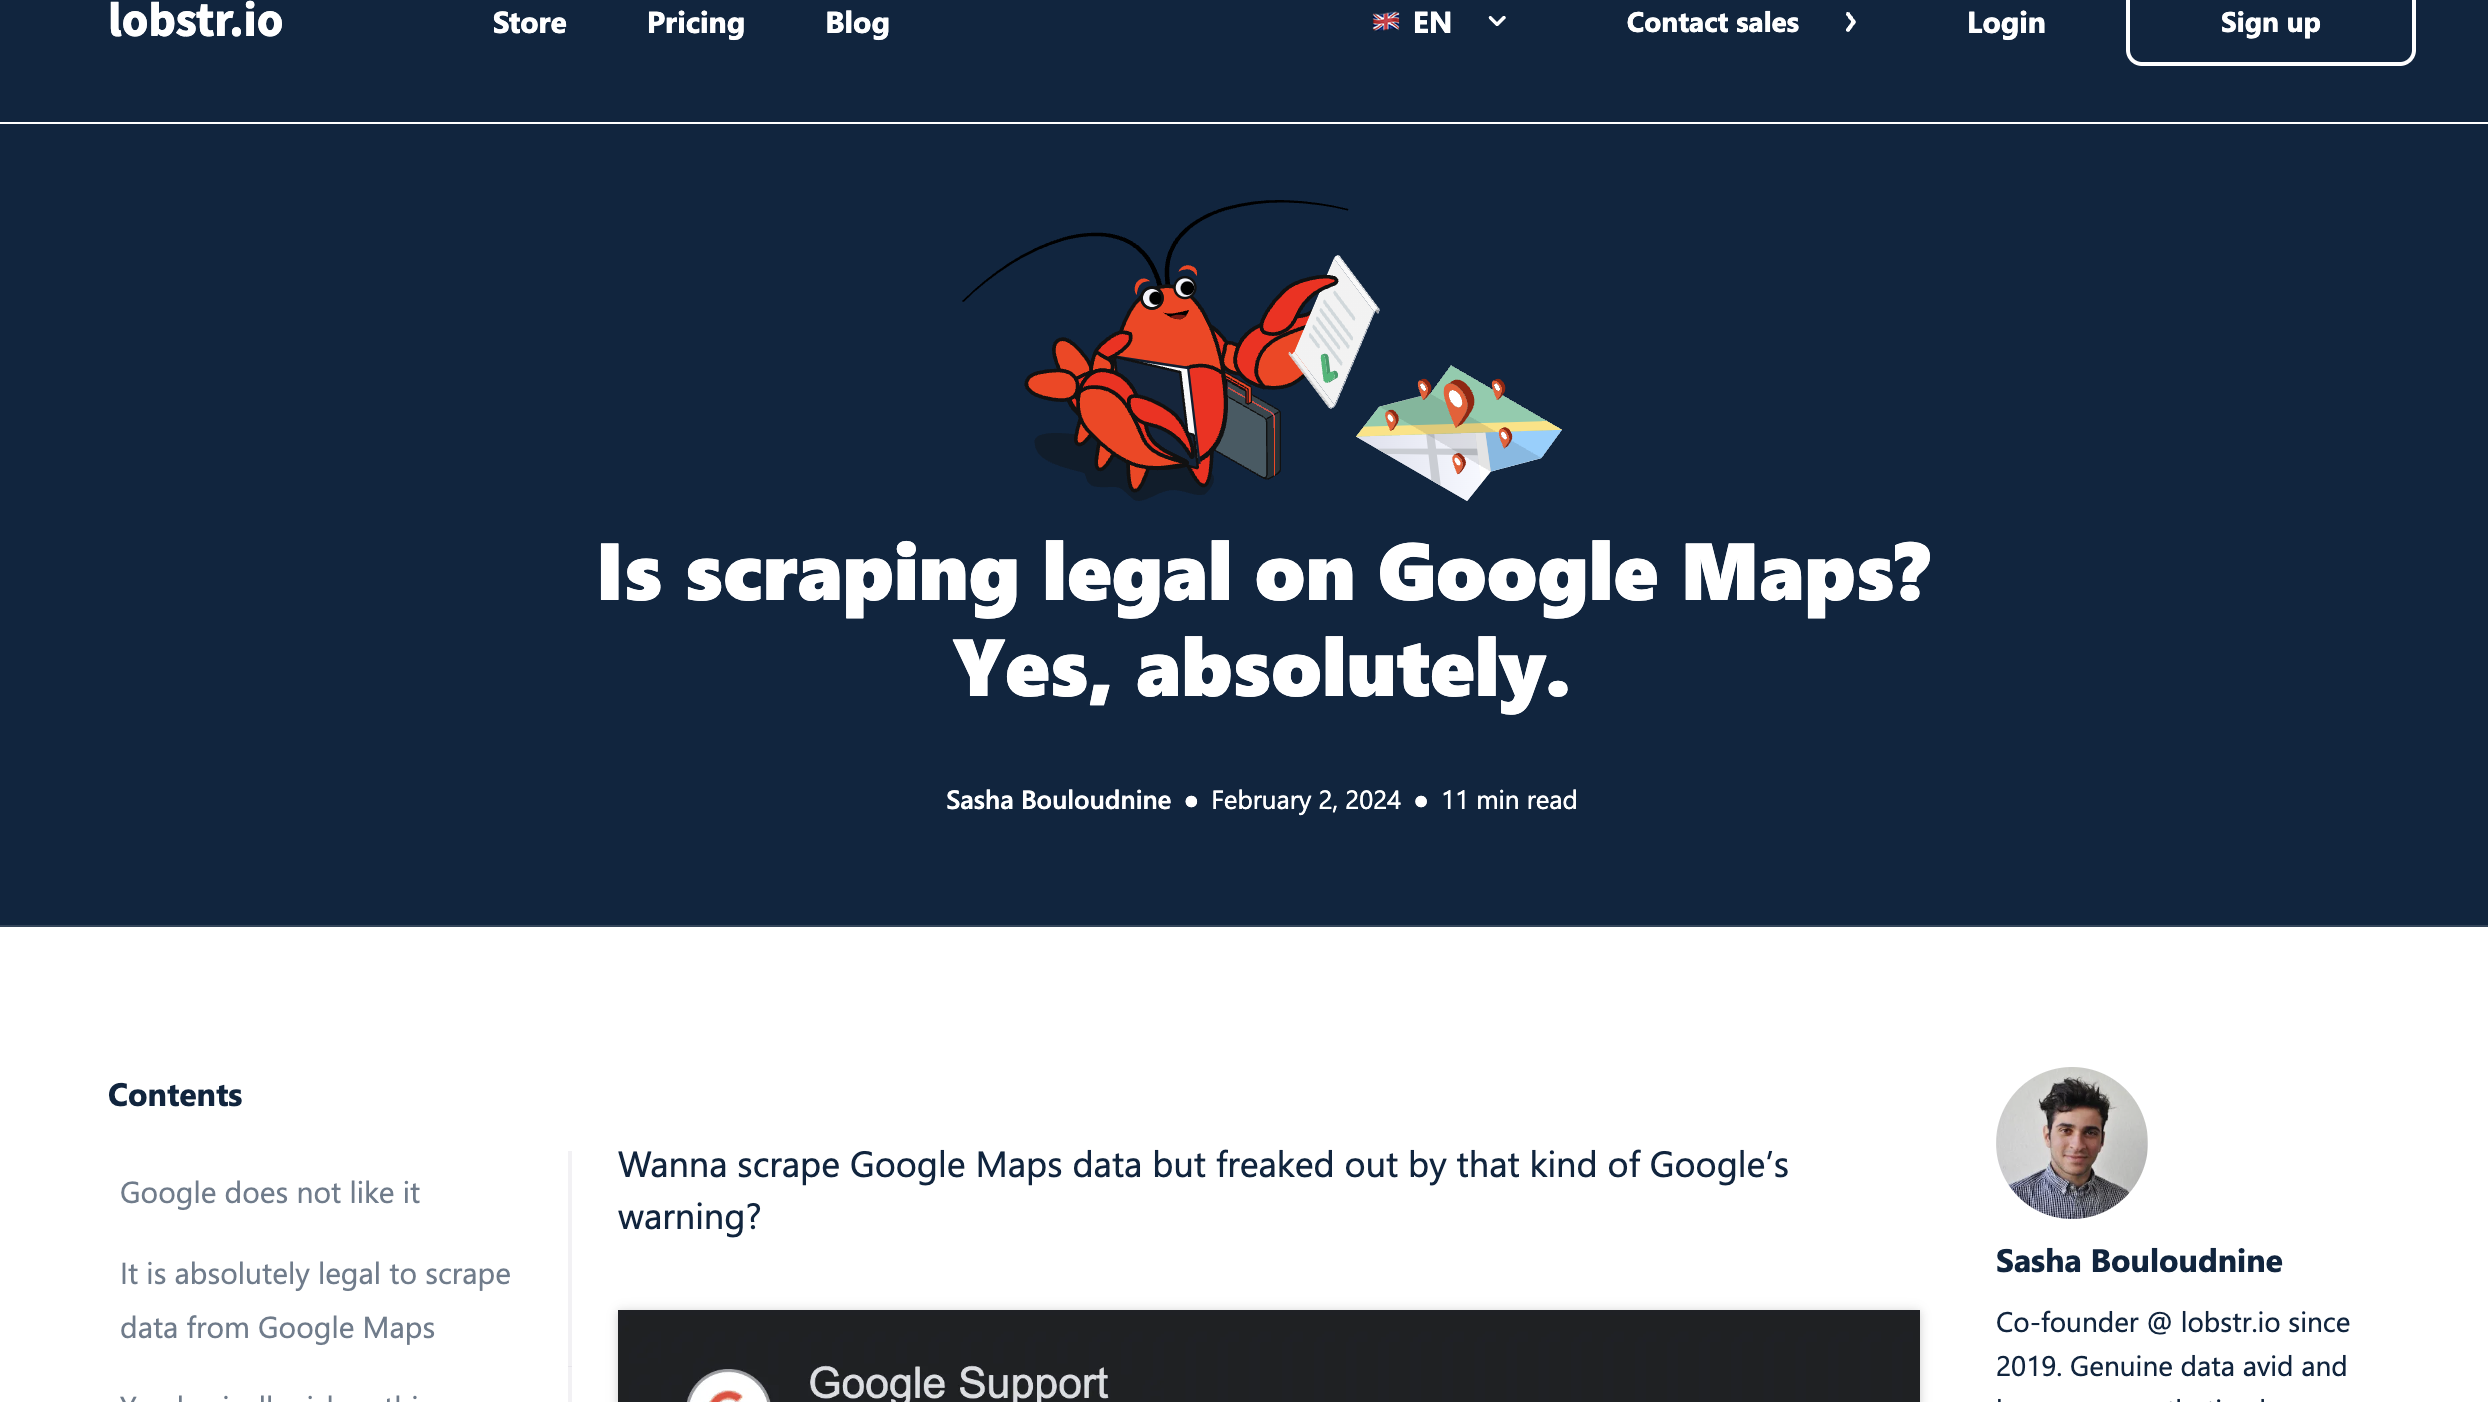 lobstr.io
Store
Pricing
Blog
EN
Contact sales
Login
Sign up
Is scraping legal on Google Maps?
Yes, absolutely.
Sasha Bouloudnine ● February 2, 2024 ● 11 min read
Contents
Google does not like it
It is absolutely legal to scrape
data from Google Maps
Wanna scrape Google Maps data but freaked out by that kind of Google’s
warning?
Google Support
Sasha Bouloudnine
Co-founder @ lobstr.io since
2019. Genuine data avid and